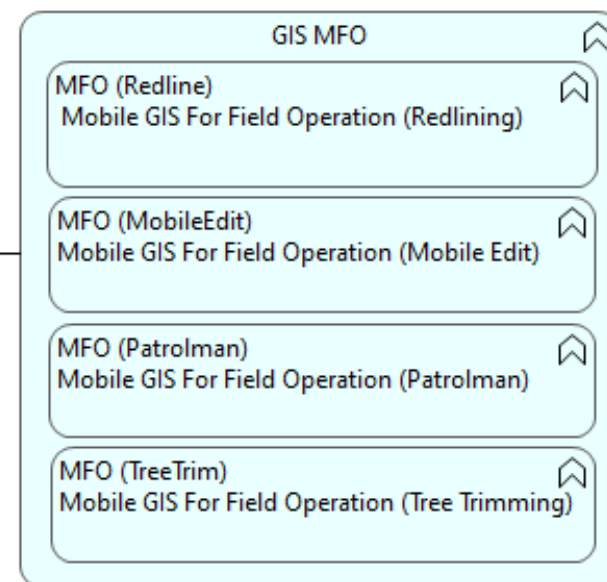 GIS MFO
MFO (Redline)
Mobile GIS For Field Operation (Redlining)
MFO (MobileEdit)
Mobile GIS For Field Operation (Mobile Edit)
MFO (Patrolman)
Mobile GIS For Field Operation (Patrolman)
MFO (TreeTrim)
Mobile GIS For Field Operation (Tree Trimming)